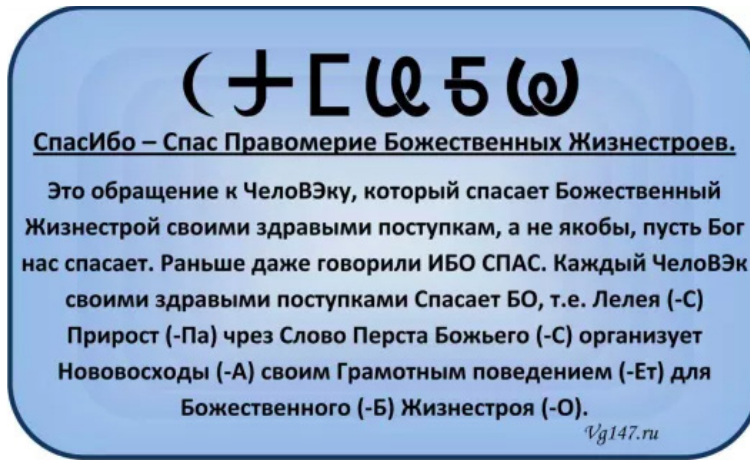 СпасИбо – Спас Правомерие Божественных Жизнестроев.
Это обращение к ЧелоВЭку, который спасает Божественный
Жизнестрой своими здравыми поступкам, а не якобы, пусть Бог
нас спасает. Раньше даже говорили ИБО СПАС. Каждый ЧелоВЭк
своими здравыми поступками Спасает БО, т.е. Лелея (-С)
Прирост (-Па) чрез Слово Перста Божьего (-С) организует
Нововосходы (-А) своим Грамотным поведением (-Ет) для
Божественного (-Б) Жизнестроя (-О).
Vg147.ru